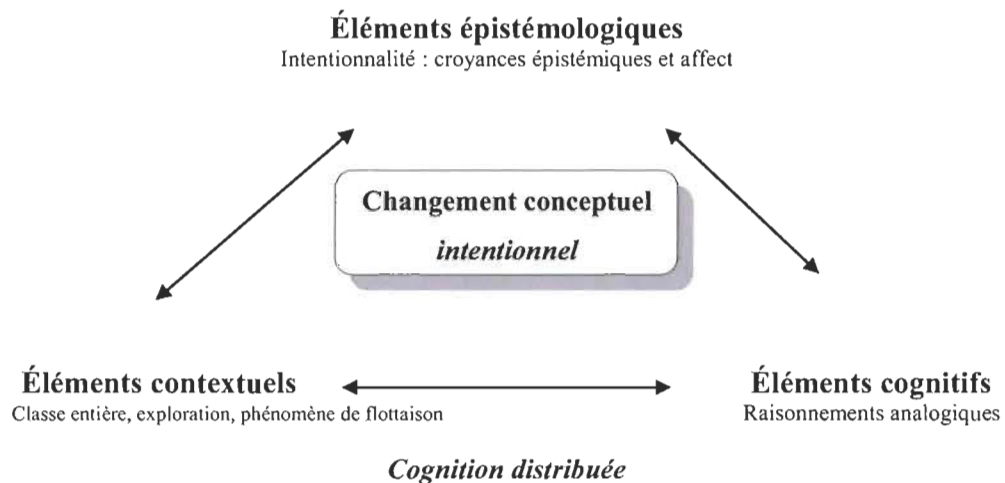 Éléments épistémologiques
Intentionnalité : croyances épistémiques et affect
Changement conceptuel
intentionnel
Éléments contextuels
Classe entière, exploration, phénomène de flottaison
Éléments cognitifs
Raisonnements analogiques
Cognition distribuée